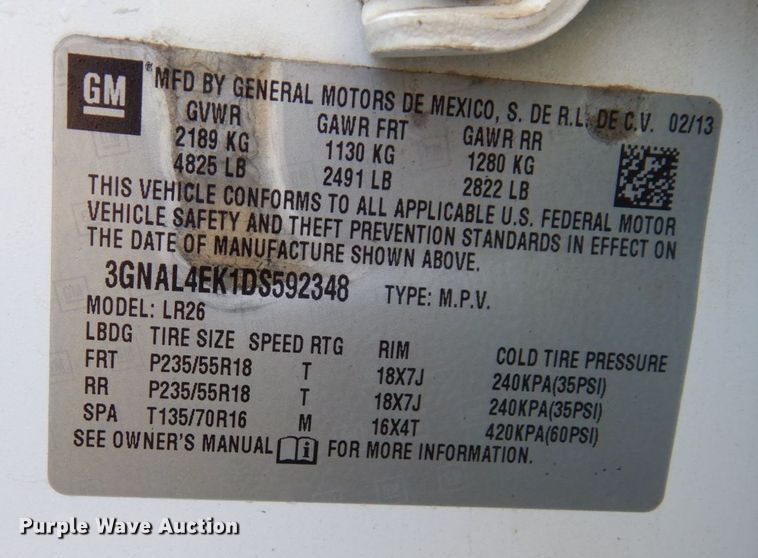 GM
MFD BY GENERAL MOTORS DE MEXICO, S. DE R.L. DE C.V. 02/13
GVWR GAWR FRT GAWR RR
2189 KG 1130 KG 1280 KG
4825 LB 2491 LB 2822 LB
THIS VEHICLE CONFORMS TO ALL APPLICABLE U.S. FEDERAL MOTOR
VEHICLE SAFETY AND THEFT PREVENTION STANDARDS IN EFFECT ON
THE DATE OF MANUFACTURE SHOWN ABOVE.
3GNAL4EK1DS592348 TYPE: M.P.V.
MODEL: LR26
LBDG TIRE SIZE SPEED RTG RIM COLD TIRE PRESSURE
FRT P235/55R18 T 18X7J 240KPA(35PSI)
RR P235/55R18 T 18X7J 240KPA(35PSI)
SPA T135/70R16 M 16X4T 420KPA(60PSI)
SEE OWNER'S MANUAL FOR MORE INFORMATION.
Purple Wave Auction